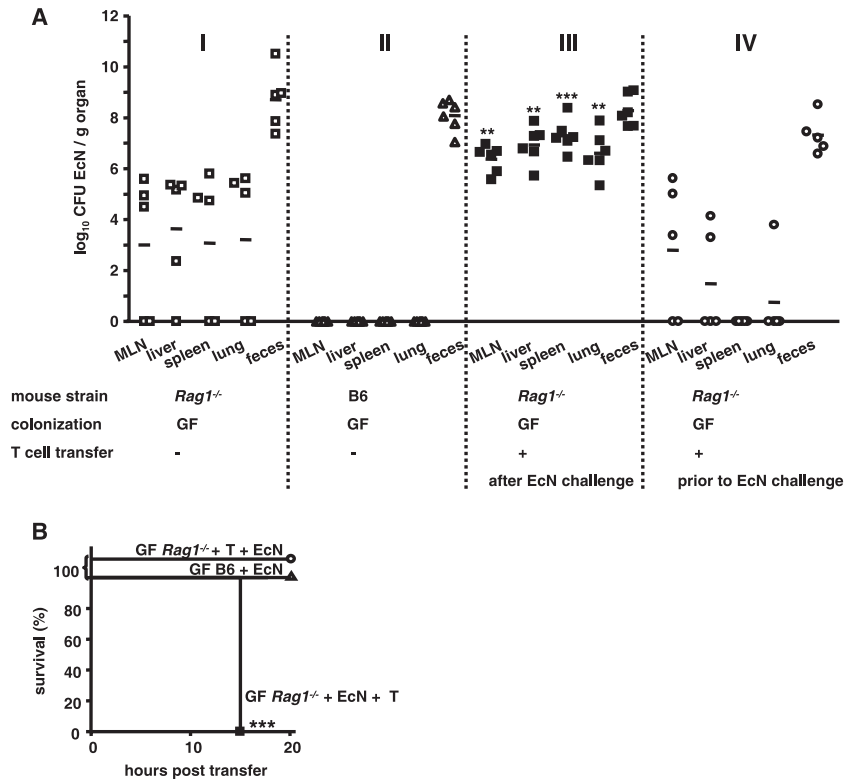 A
I II III IV
log10 CFU EcN / g organ
12
10
8
6
4
2
0
** ** *** **
MLN liver spleen lung feces MLN liver spleen lung feces MLN liver spleen lung feces MLN liver spleen lung feces
mouse strain Rag1-/- B6 Rag1-/- Rag1-/-
colonization GF GF GF GF
T cell transfer - - + +
after EcN challenge prior to EcN challenge
B
GF Rag1-/- + T + EcN
GF B6 + EcN
100
80
60
40
20
0
survival (%)
GF Rag1-/- + EcN + T
***
0 10 20
hours post transfer